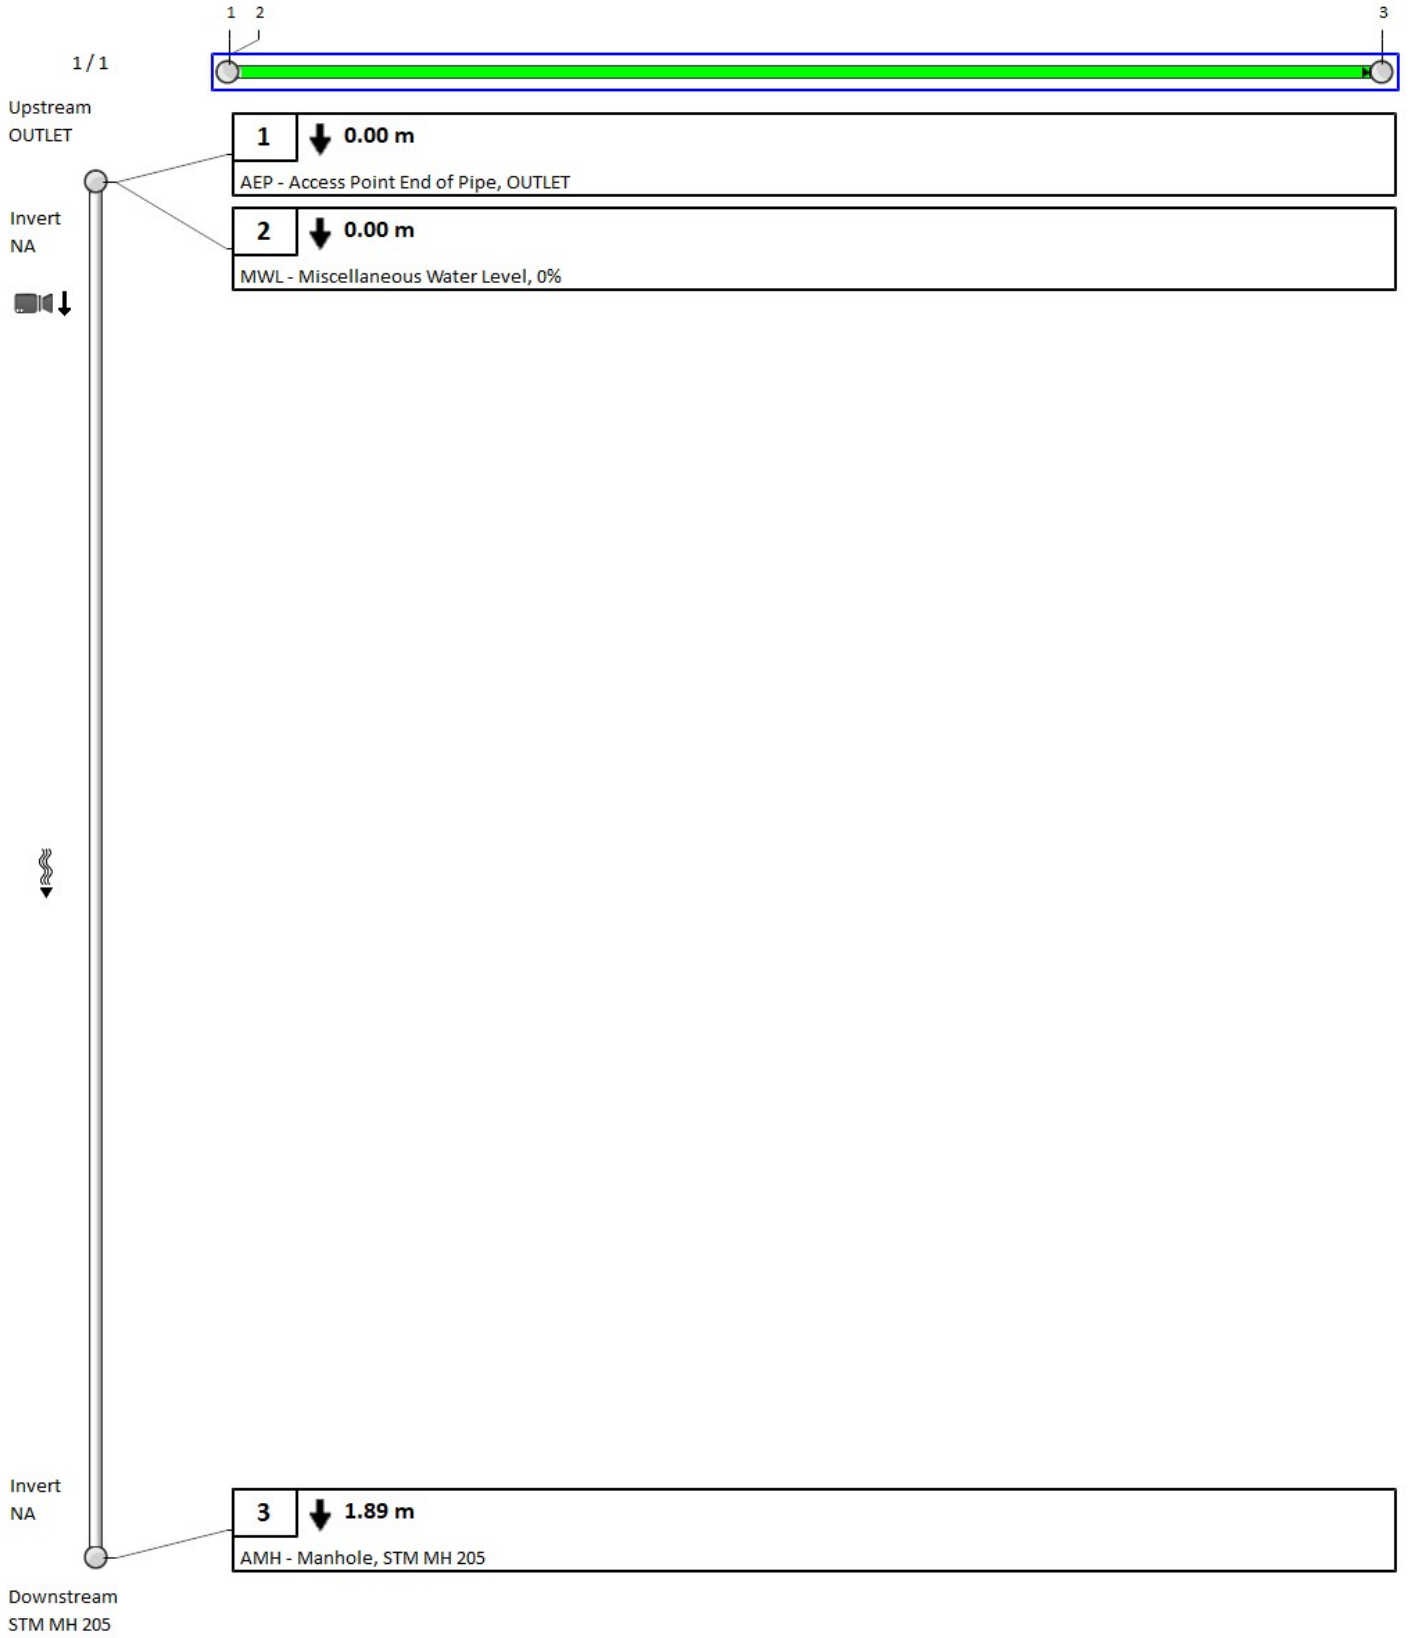 1 2 3
1 / 1
Upstream
OUTLET
1 0.00 m
AEP - Access Point End of Pipe, OUTLET
Invert
NA
2 0.00 m
MWL - Miscellaneous Water Level, 0%
Invert
NA
3 1.89 m
AMH - Manhole, STM MH 205
Downstream
STM MH 205